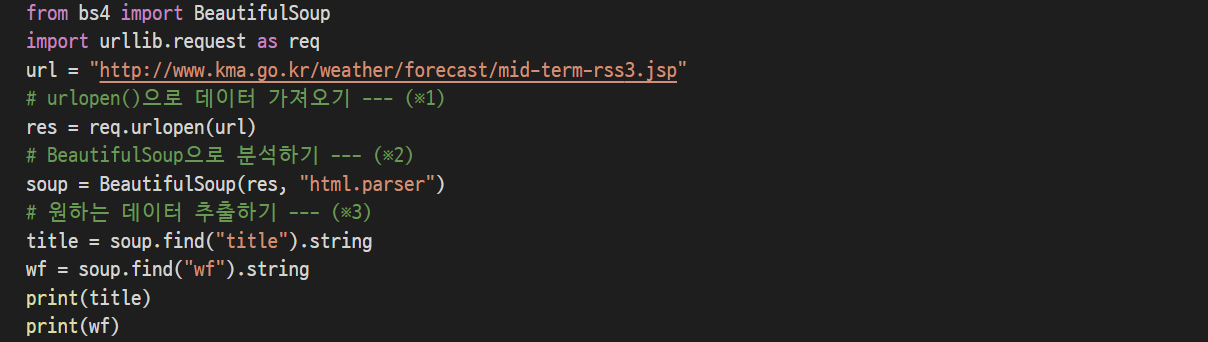 from bs4 import BeautifulSoup
import urllib.request as req
url = "http://www.kma.go.kr/weather/forecast/mid-term-rss3.jsp"
# urlopen()으로 데이터 가져오기 --- (※1)
res = req.urlopen(url)
# BeautifulSoup으로 분석하기 --- (※2)
soup = BeautifulSoup(res, "html.parser")
# 원하는 데이터 추출하기 --- (※3)
title = soup.find("title").string
wf = soup.find("wf").string
print(title)
print(wf)